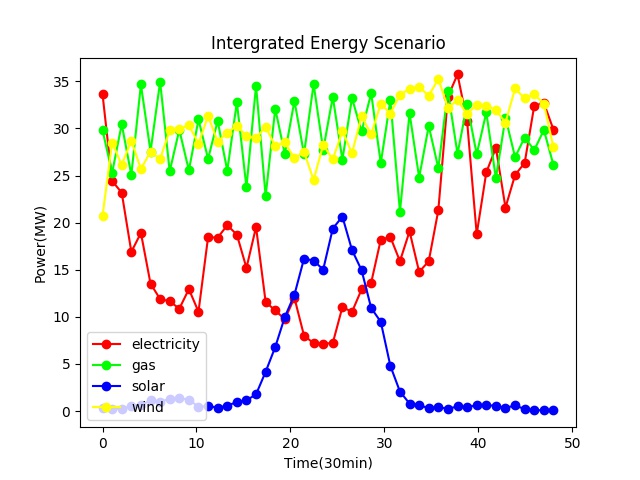 Intergrated Energy Scenario
Power(MW)
35
30
25
20
15
10
5
0
electricity
gas
solar
wind
0 10 20 30 40 50
Time(30min)